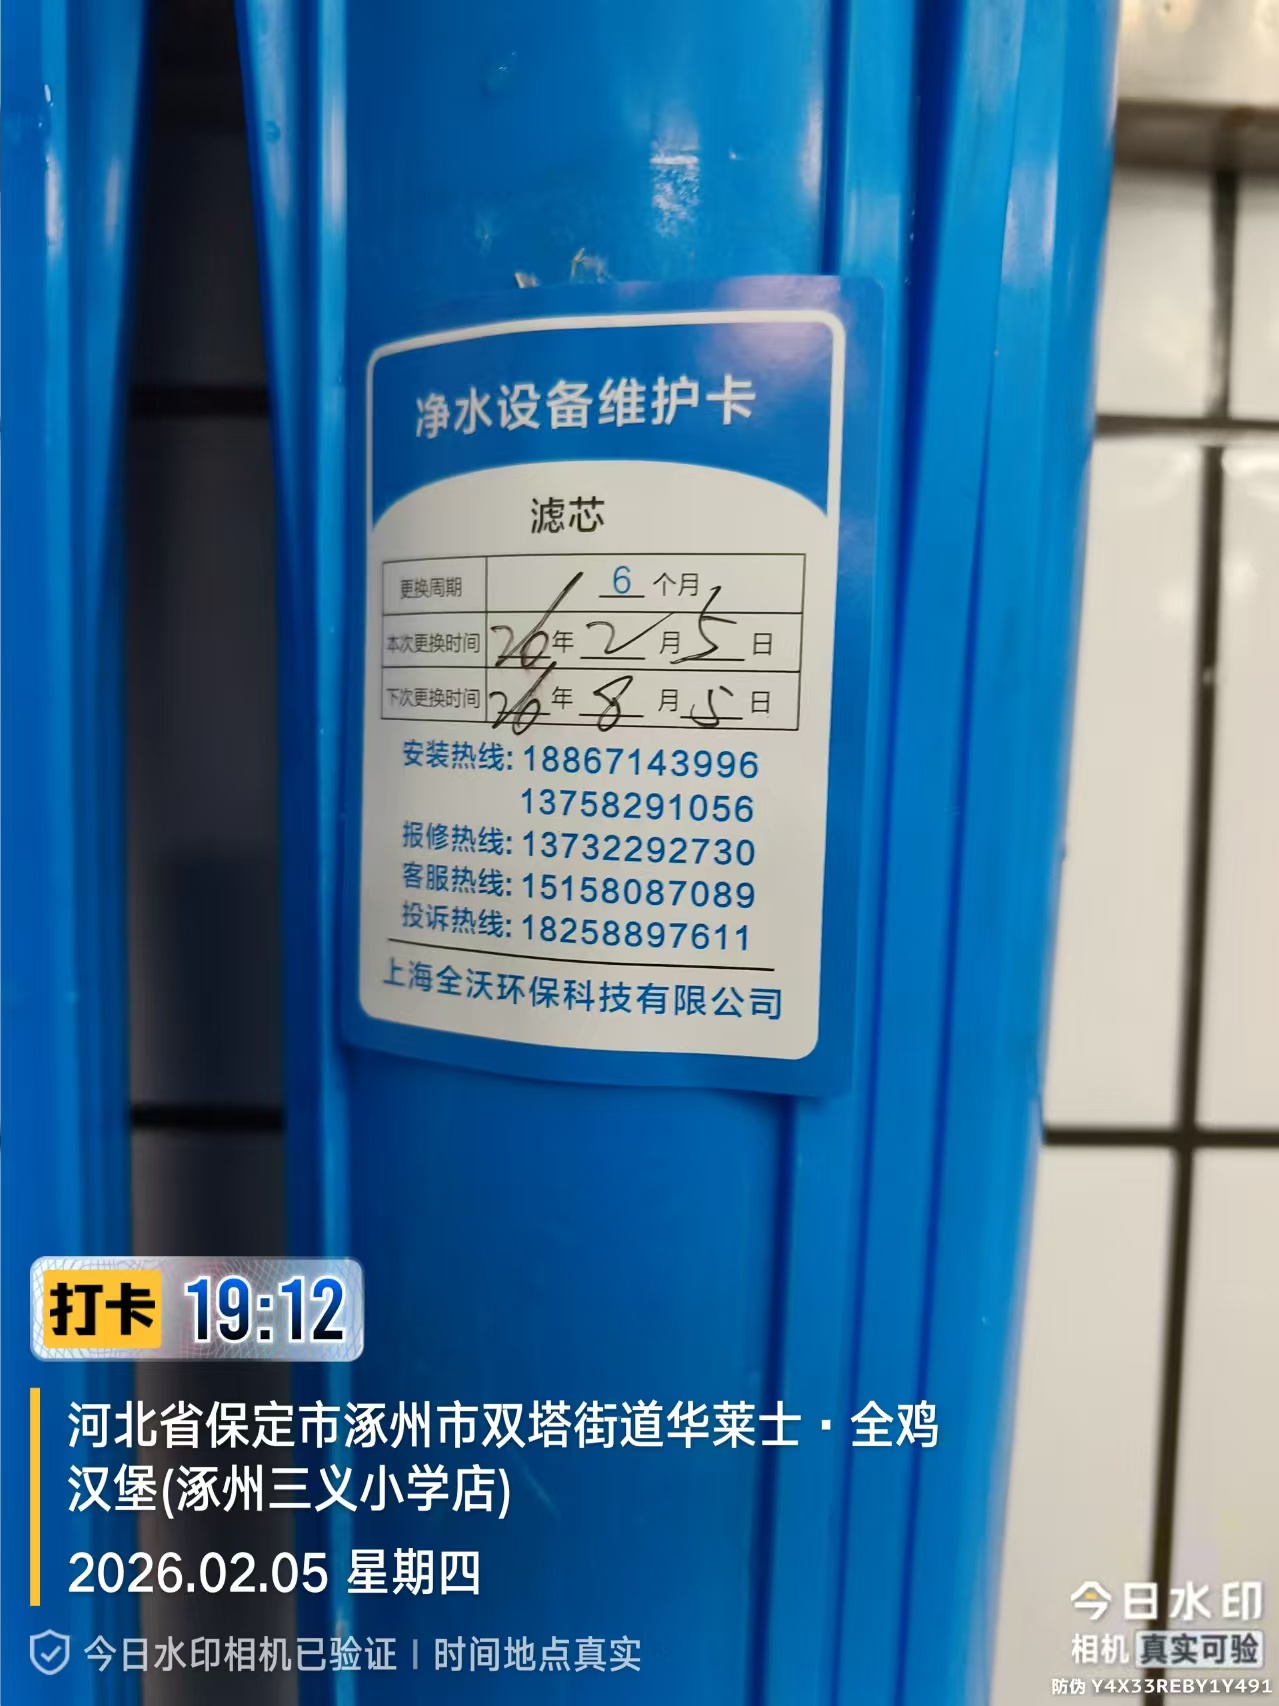 净水设备维护卡
滤芯
更换周期 6 个月
本次更换时间 26 年 2 月 5 日
下次更换时间 26 年 8 月 5 日
安装热线: 18867143996
13758291056
报修热线: 13732292730
客服热线: 15158087089
投诉热线: 18258897611
上海全沃环保科技有限公司
打卡 19:12
河北省保定市涿州市双塔街道华莱士·全鸡
汉堡(涿州三义小学店)
2026.02.05 星期四
今日水印相机已验证 | 时间地点真实
今日水印
相机 真实可验
防伪 Y4X33REBY1Y491